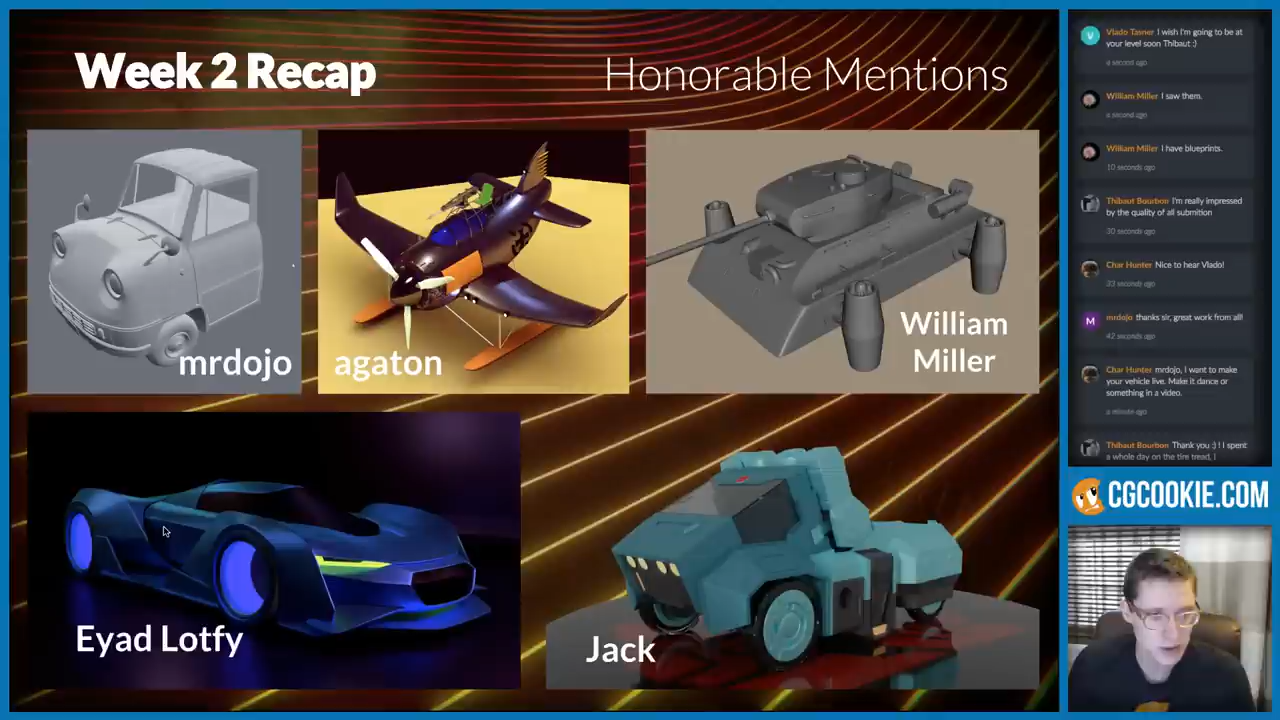 Week 2 Recap
Honorable Mentions
mrdojo
agaton
William
Miller
Eyad Lotfy
Jack
V
Vlado Tasner I wish I'm going to be at
your level soon Thibaut :)
a second ago
William Miller I saw them.
a second ago
William Miller I have blueprints.
10 seconds ago
Thibaut Bourbon I'm really impressed
by the quality of all submition
30 seconds ago
Char Hunter Nice to hear Vlado!
33 seconds ago
M
mrdojo thanks sir, great work from all!
42 seconds ago
Char Hunter mrdojo, I want to make
your vehicle live. Make it dance or
something in a video.
a minute ago
Thibaut Bourbon Thank you :) ! I spent
a whole day on the tire tread, I
CGCOOKIE.COM